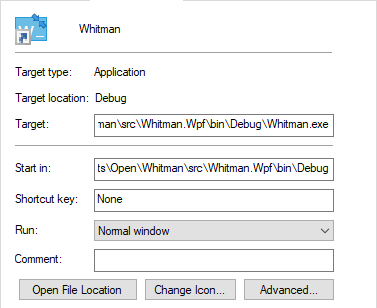 Whitman
Target type: Application
Target location: Debug
Target: man\src\Whitman.Wpf\bin\Debug\Whitman.exe
Start in: ts\Open\Whitman\src\Whitman.Wpf\bin\Debug
Shortcut key: None
Run: Normal window
Comment:
Open File Location Change Icon... Advanced...